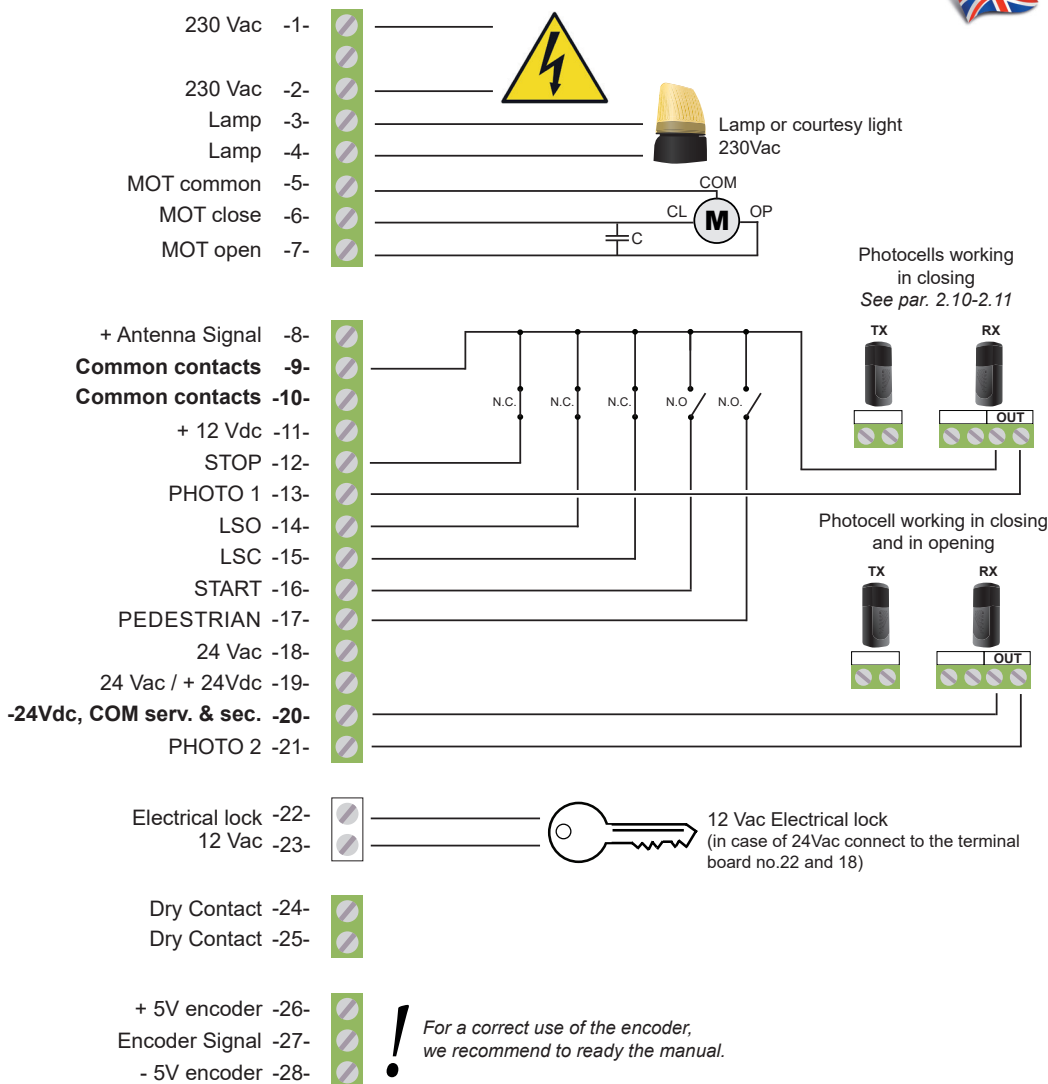 230 Vac -1-
230 Vac -2-
Lamp -3-
Lamp -4-
Lamp or courtesy light
230Vac
MOT common -5-
MOT close -6-
MOT open -7-
COM
CL M OP
C
Photocells working
in closing
See par. 2.10-2.11
TX RX
OUT
+ Antenna Signal -8-
Common contacts -9-
Common contacts -10-
N.C. N.C. N.C. N.O N.O.
+ 12 Vdc -11-
STOP -12-
PHOTO 1 -13-
LSO -14-
LSC -15-
START -16-
PEDESTRIAN -17-
24 Vac -18-
24 Vac / + 24Vdc -19-
-24Vdc, COM serv. & sec. -20-
PHOTO 2 -21-
Photocell working in closing
and in opening
TX RX
OUT
Electrical lock -22-
12 Vac -23-
12 Vac Electrical lock
(in case of 24Vac connect to the terminal
board no.22 and 18)
Dry Contact -24-
Dry Contact -25-
+ 5V encoder -26-
Encoder Signal -27-
- 5V encoder -28-
!
For a correct use of the encoder,
we recommend to ready the manual.